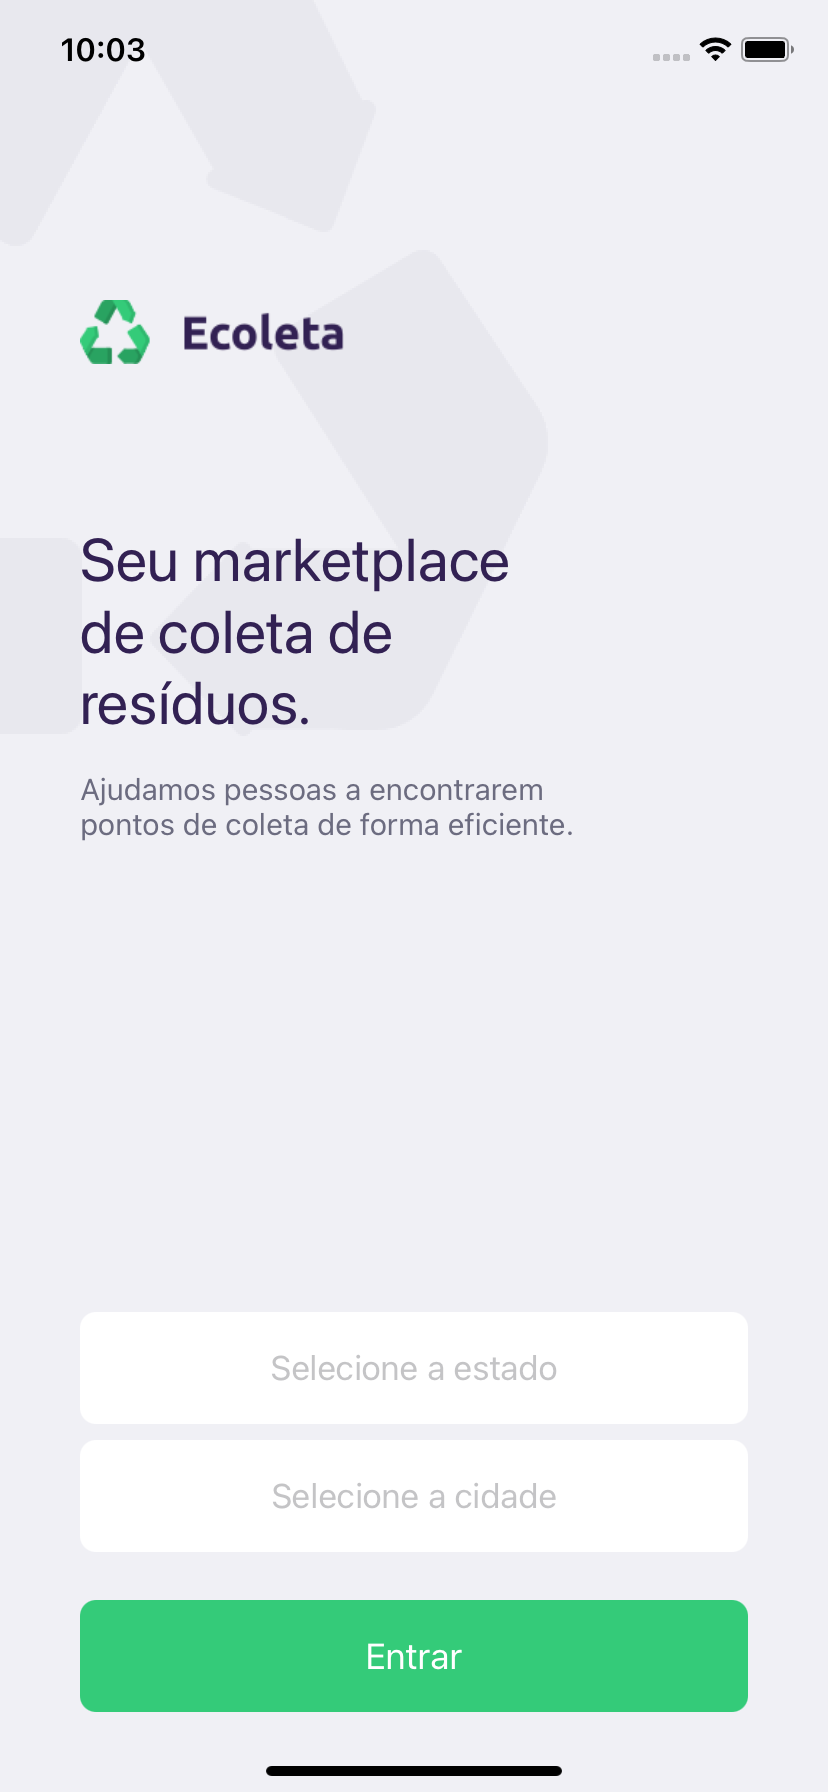 10:03
Ecoleta
Seu marketplace
de coleta de
resíduos.
Ajudamos pessoas a encontrarem
pontos de coleta de forma eficiente.
Selecione a estado
Selecione a cidade
Entrar